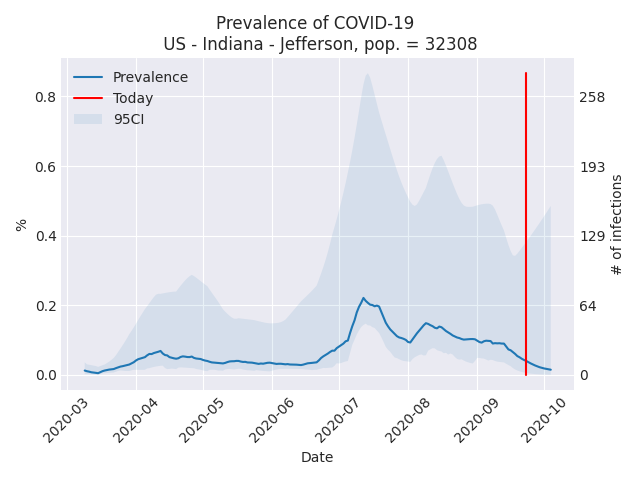 Prevalence of COVID-19
US - Indiana - Jefferson, pop. = 32308
Prevalence
Today
95CI
%
0.8
0.6
0.4
0.2
0.0
258
193
129
64
0
# of infections
2020-03
2020-04
2020-05
2020-06
2020-07
2020-08
2020-09
2020-10
Date